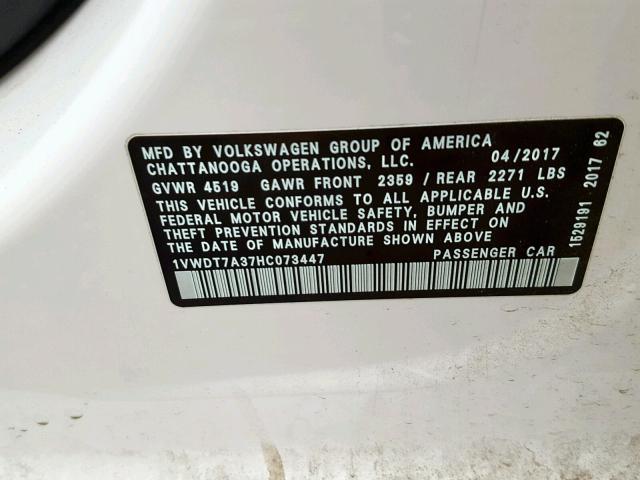 MFD BY VOLKSWAGEN GROUP OF AMERICA
CHATTANOOGA OPERATIONS, LLC. 04/2017
GVWR 4519 GAWR FRONT 2359 / REAR 2271 LBS
THIS VEHICLE CONFORMS TO ALL APPLICABLE U.S.
FEDERAL MOTOR VEHICLE SAFETY, BUMPER AND
THEFT PREVENTION STANDARDS IN EFFECT ON
THE DATE OF MANUFACTURE SHOWN ABOVE
1VWDT7A37HC073447 PASSENGER CAR
1529191 2017 62